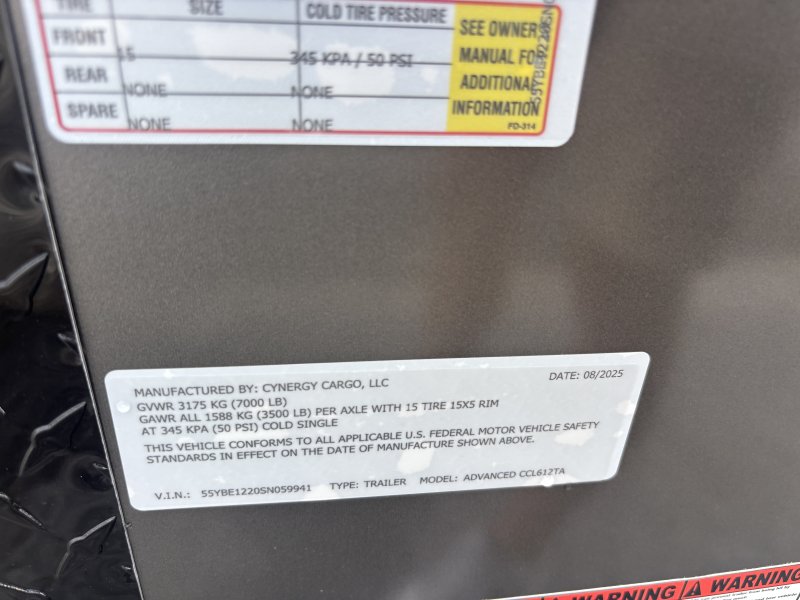 TIRE SIZE COLD TIRE PRESSURE
SEE OWNERS
FRONT 15 345 KPA / 50 PSI
MANUAL FOR
REAR NONE NONE
ADDITIONAL
SPARE NONE NONE
INFORMATION
FD-314
MANUFACTURED BY: CYNERGY CARGO, LLC DATE: 08/2025
GVWR 3175 KG (7000 LB)
GAWR ALL 1588 KG (3500 LB) PER AXLE WITH 15 TIRE 15X5 RIM
AT 345 KPA (50 PSI) COLD SINGLE
THIS VEHICLE CONFORMS TO ALL APPLICABLE U.S. FEDERAL MOTOR VEHICLE SAFETY
STANDARDS IN EFFECT ON THE DATE OF MANUFACTURE SHOWN ABOVE.
V.I.N.: 55YBE1220SN059941 TYPE: TRAILER MODEL: ADVANCED CCL612TA
WARNING WARNING